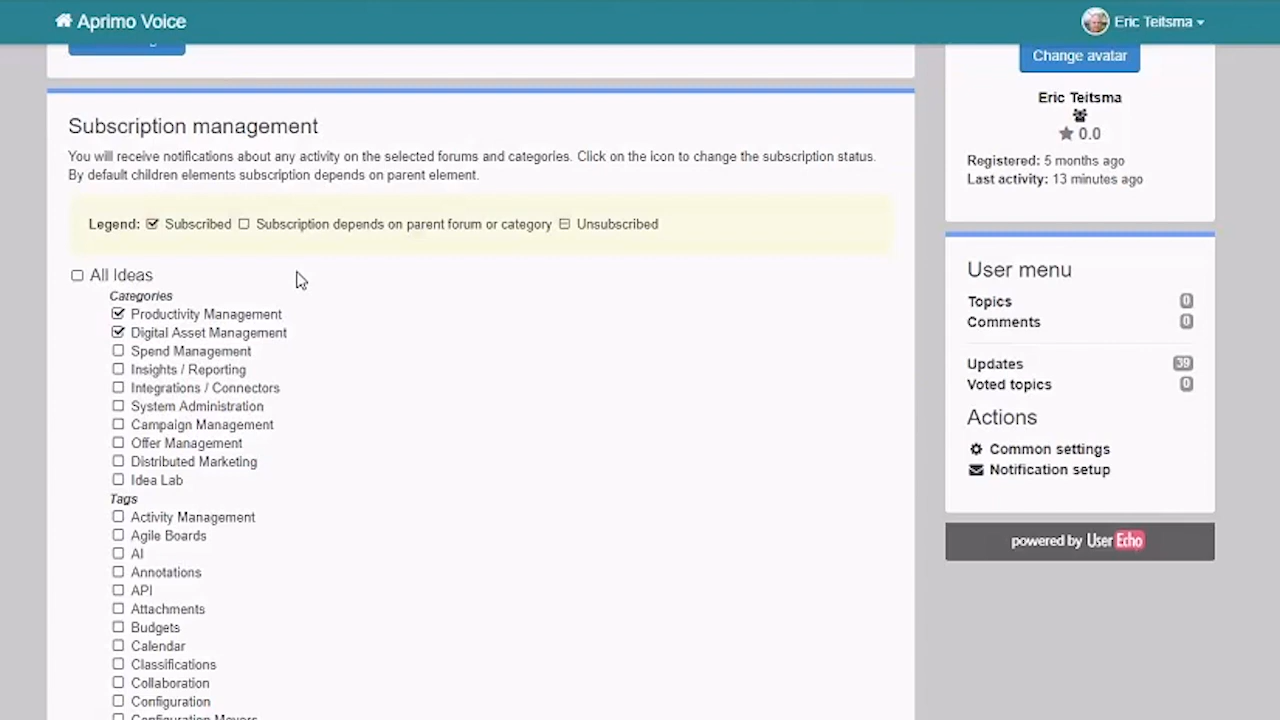 Aprimo Voice
Eric Teitsma
Change avatar
Subscription management
You will receive notifications about any activity on the selected forums and categories. Click on the icon to change the subscription status.
By default children elements subscription depends on parent element.
Legend: Subscribed Subscription depends on parent forum or category Unsubscribed
All Ideas
Categories
Productivity Management
Digital Asset Management
Spend Management
Insights / Reporting
Integrations / Connectors
System Administration
Campaign Management
Offer Management
Distributed Marketing
Idea Lab
Tags
Activity Management
Agile Boards
AI
Annotations
API
Attachments
Budgets
Calendar
Classifications
Collaboration
Configuration
Configuration Movers
Eric Teitsma
0.0
Registered: 5 months ago
Last activity: 13 minutes ago
User menu
Topics 0
Comments 0
Updates 39
Voted topics 0
Actions
Common settings
Notification setup
powered by UserEcho